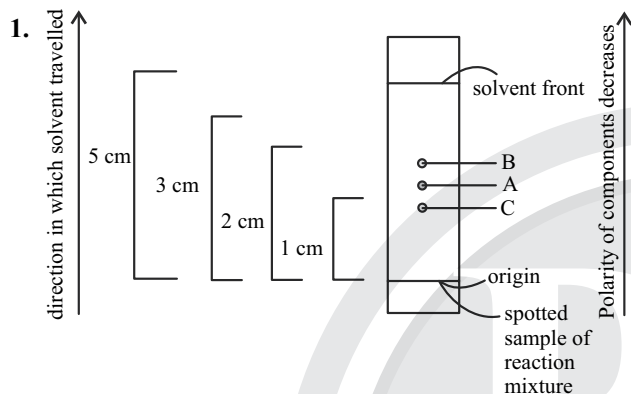 1.
direction in which solvent travelled
5 cm
3 cm
2 cm
1 cm
solvent front
B
A
C
origin
spotted
sample of
reaction
mixture
Polarity of components decreases